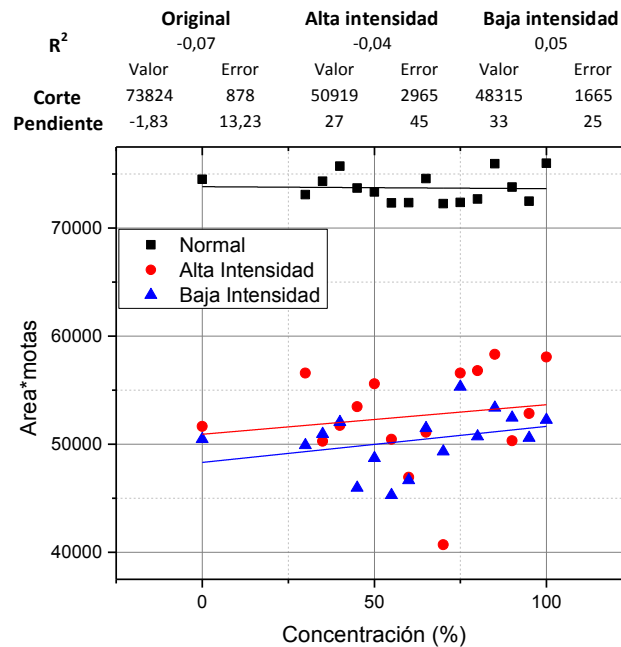 Original Alta intensidad Baja intensidad
R² -0,07 -0,04 0,05
Valor Error Valor Error Valor Error
Corte 73824 878 50919 2965 48315 1665
Pendiente -1,83 13,23 27 45 33 25
70000
Normal
Alta Intensidad
Baja Intensidad
60000
50000
40000
Area*motas
0 50 100
Concentración (%)